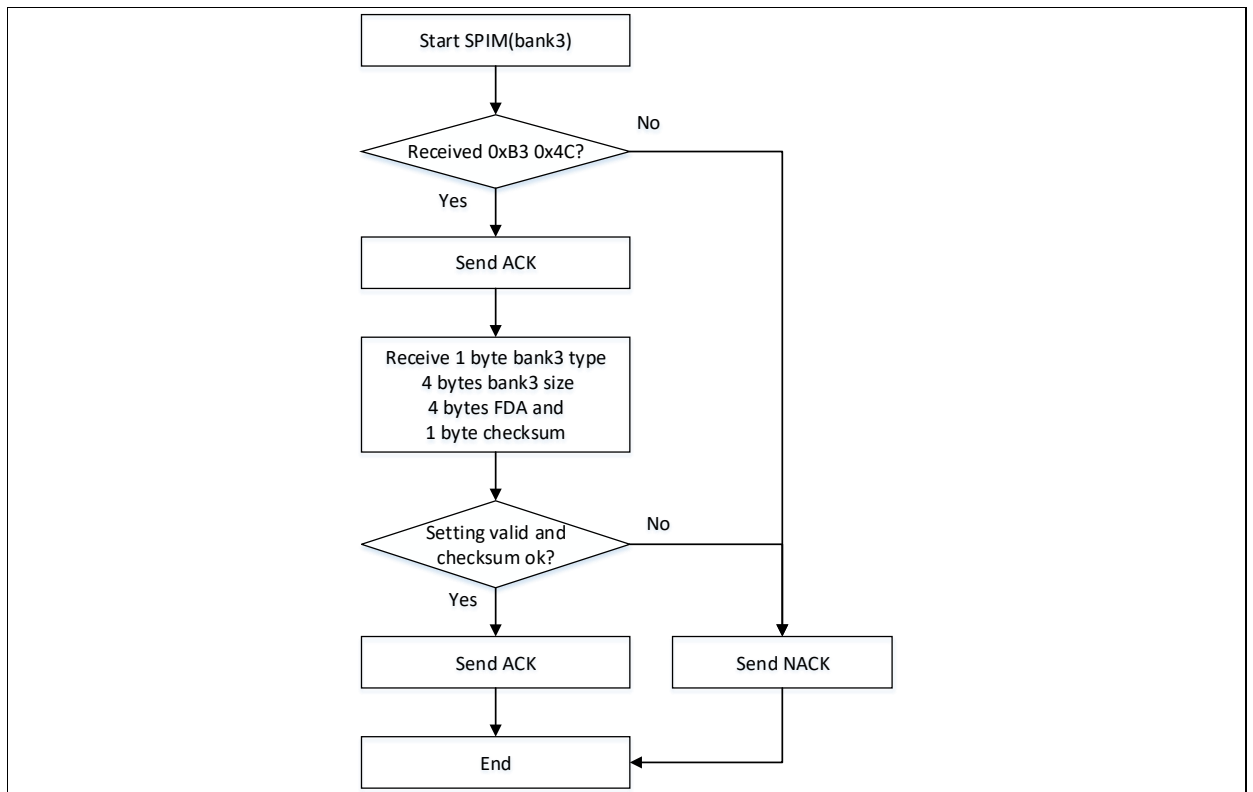 Start SPIM(bank3)
No
Received 0xB3 0x4C?
Yes
Send ACK
Receive 1 byte bank3 type
4 bytes bank3 size
4 bytes FDA and
1 byte checksum
No
Setting valid and
checksum ok?
Yes
Send ACK
Send NACK
End